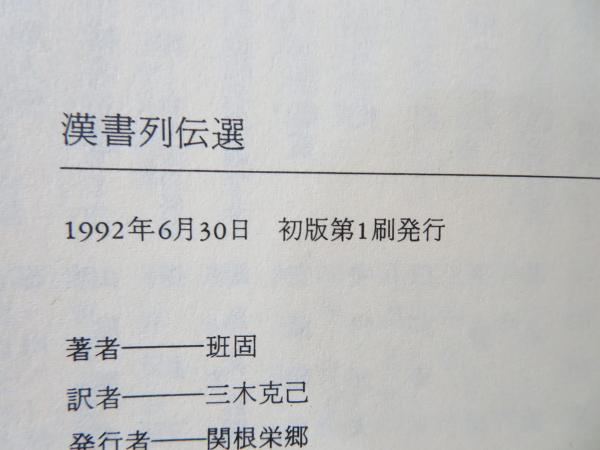 漢書列伝選
1992年6月30日 初版第1刷発行
著者———班固
訳者———三木克己
発行者——関根栄郷